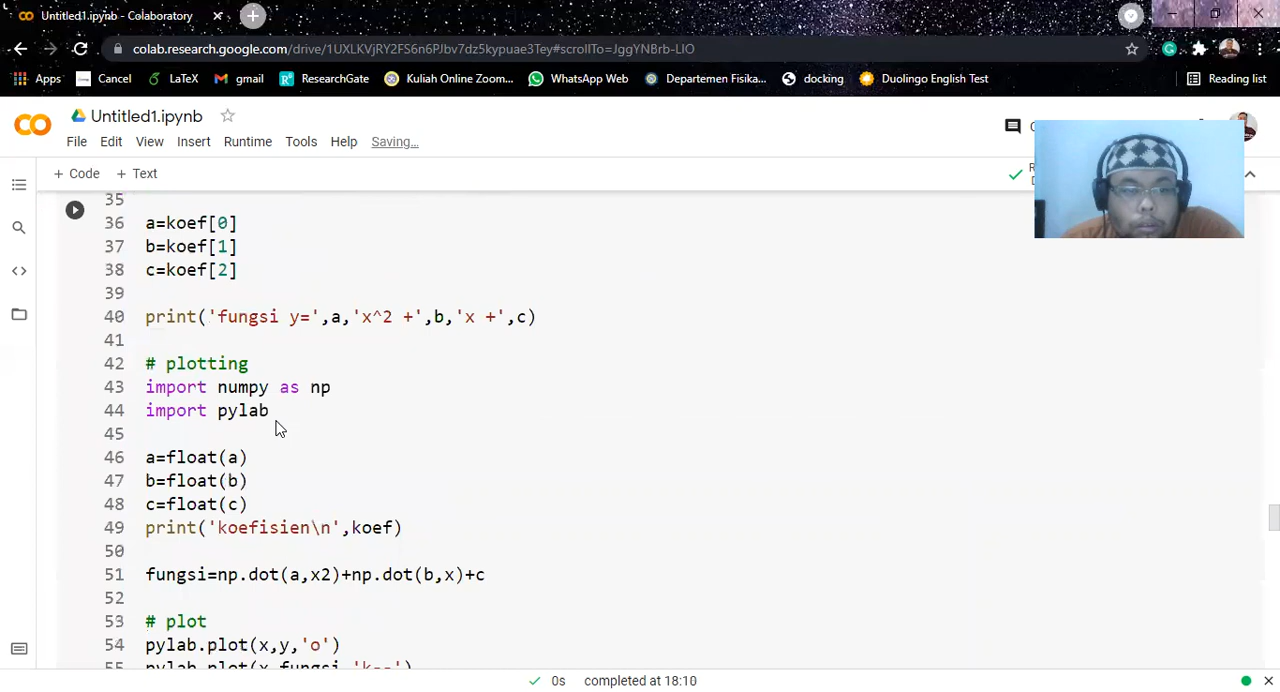 Untitled1.ipynb - Colaboratory
colab.research.google.com/drive/1UXLKVjRY2FS6n6PJbv7dz5kypuae3Tey#scrollTo=JggYNBrb-LIO
Apps Cancel LaTeX gmail ResearchGate Kuliah Online Zoom... WhatsApp Web Departemen Fisika... docking Duolingo English Test Reading list
Untitled1.ipynb
File Edit View Insert Runtime Tools Help Saving...
+ Code + Text
35
36 a=koef[0]
37 b=koef[1]
38 c=koef[2]
39
40 print('fungsi y=',a,'x^2 +',b,'x +',c)
41
42 # plotting
43 import numpy as np
44 import pylab
45
46 a=float(a)
47 b=float(b)
48 c=float(c)
49 print('koefisien\n',koef)
50
51 fungsi=np.dot(a,x2)+np.dot(b,x)+c
52
53 # plot
54 pylab.plot(x,y,'o')
55 pylab.plot(x,fungsi,'k--')
0s completed at 18:10